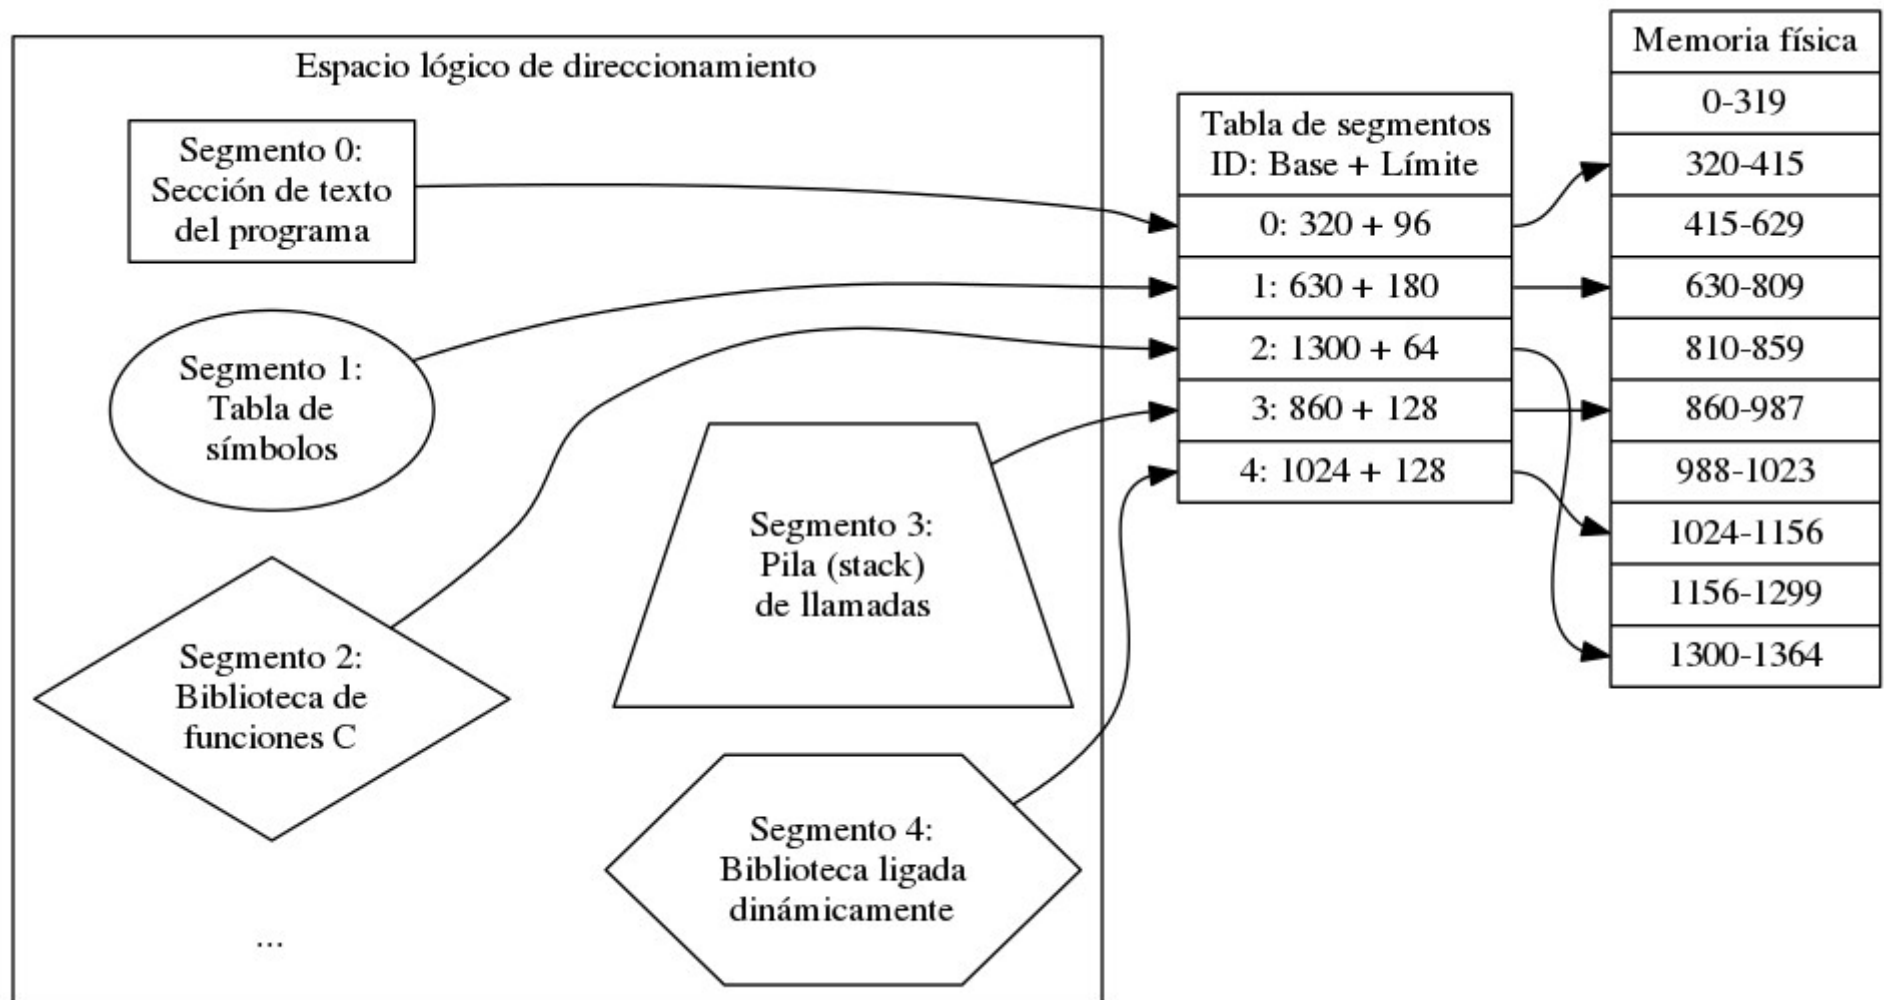 Espacio lógico de direccionamiento
Segmento 0:
Sección de texto
del programa
Segmento 1:
Tabla de
símbolos
Segmento 2:
Biblioteca de
funciones C
...
Segmento 3:
Pila (stack)
de llamadas
Segmento 4:
Biblioteca ligada
dinámicamente
Tabla de segmentos
ID: Base + Límite
0: 320 + 96
1: 630 + 180
2: 1300 + 64
3: 860 + 128
4: 1024 + 128
Memoria física
0-319
320-415
415-629
630-809
810-859
860-987
988-1023
1024-1156
1156-1299
1300-1364